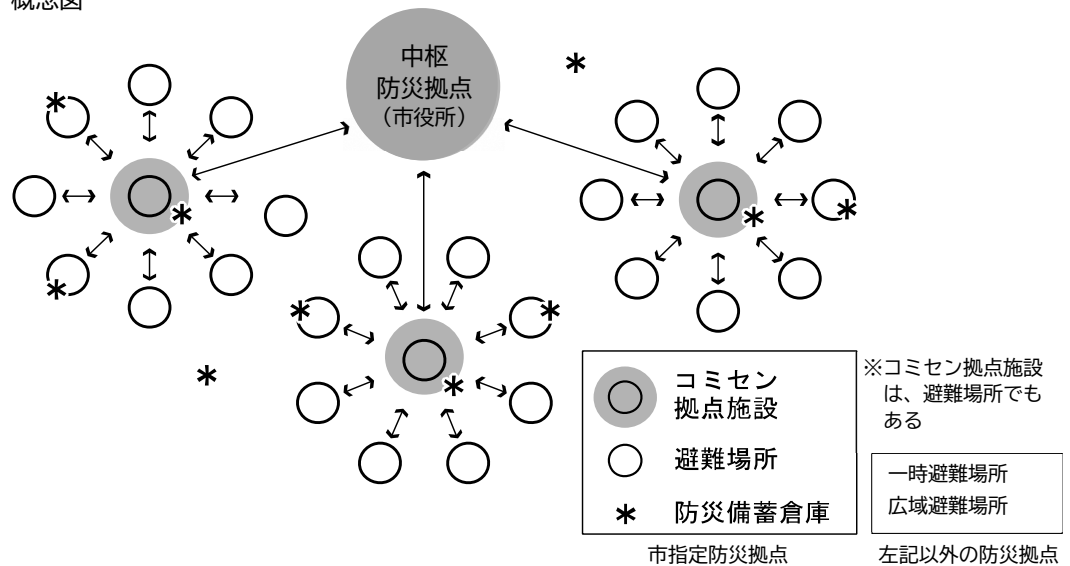 概念図
中枢
防災拠点
（市役所）
コミセン
拠点施設
避難場所
防災備蓄倉庫
市指定防災拠点
※コミセン拠点施設
は、避難場所でも
ある
一時避難場所
広域避難場所
左記以外の防災拠点